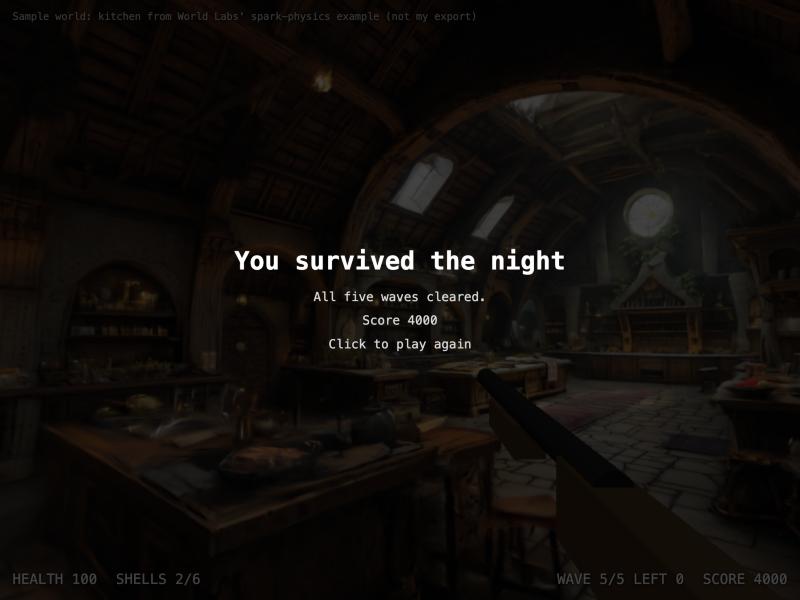 Sample world: kitchen from World Labs' spark-physics example (not my export)
You survived the night
All five waves cleared.
Score 4000
Click to play again
HEALTH 100 SHELLS 2/6
WAVE 5/5 LEFT 0 SCORE 4000